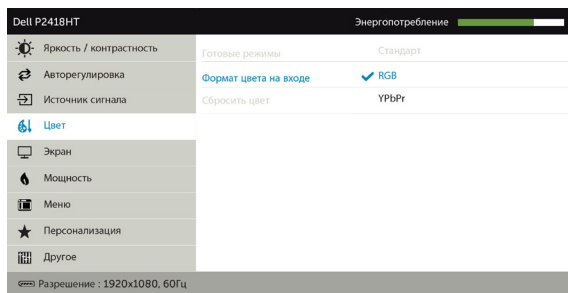 Dell P2418HT Энергопотребление
Яркость / контрастность Готовые режимы Стандарт
Авторегулировка Формат цвета на входе RGB
Источник сигнала Сбросить цвет YPbPr
Цвет
Экран
Мощность
Меню
Персонализация
Другое
Разрешение : 1920x1080, 60Гц